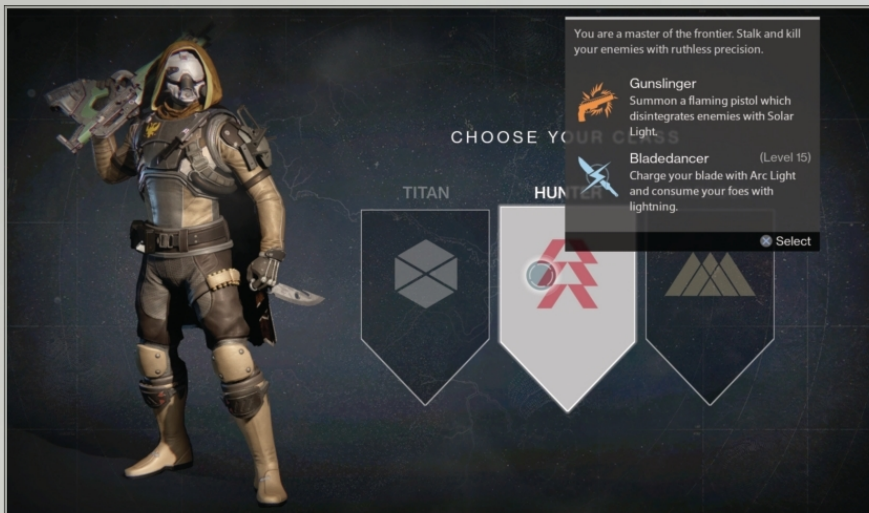 You are a master of the frontier. Stalk and kill
your enemies with ruthless precision.
Gunslinger
Summon a flaming pistol which
disintegrates enemies with Solar
Light.
Bladedancer (Level 15)
Charge your blade with Arc Light
and consume your foes with
lightning.
Select
CHOOSE YOUR CLASS
TITAN
HUNTER